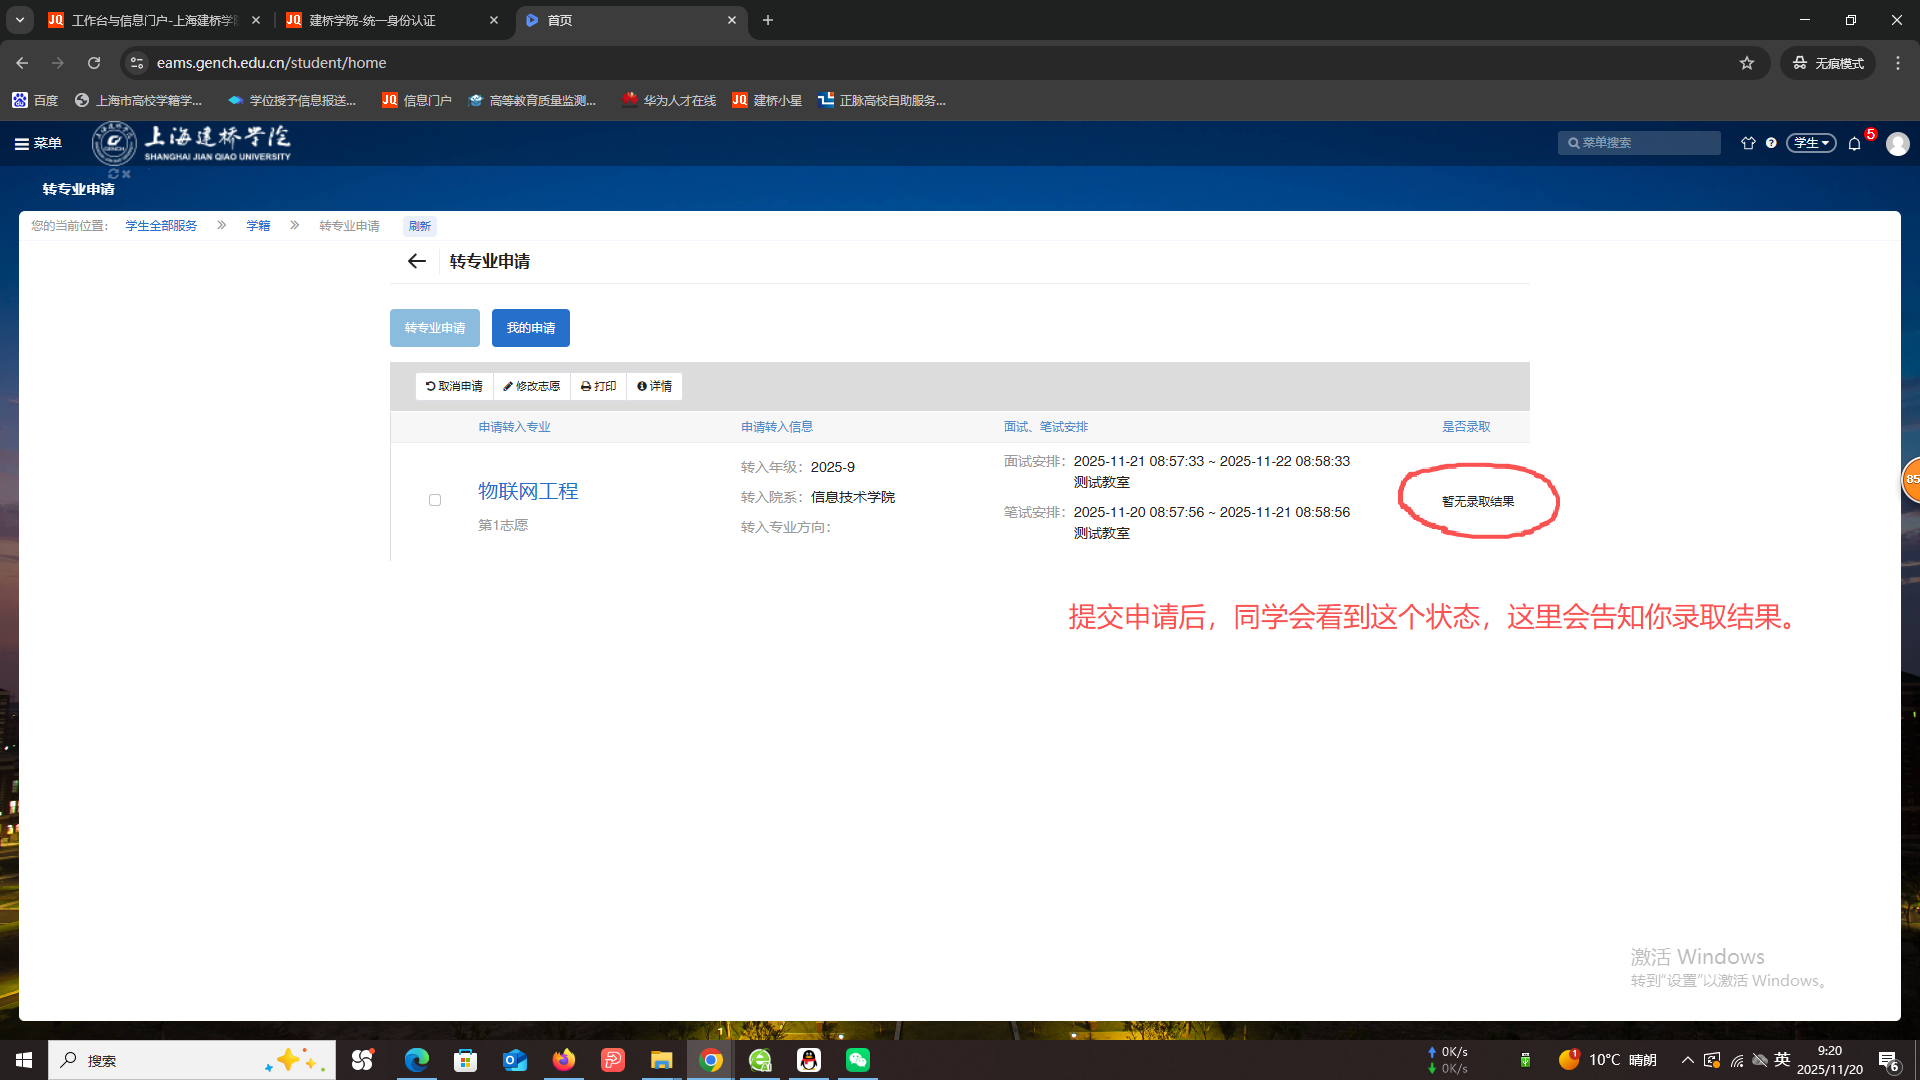 工作台与信息门户-上海建桥学院
建桥学院-统一身份认证
首页
eams.gench.edu.cn/student/home
无痕模式
百度
上海市高校学籍学...
学位授予信息报送...
JQ 信息门户
高等教育质量监测...
华为人才在线
JQ 建桥小星
正脉高校自助服务...
菜单
上海建桥学院
SHANGHAI JIAN QIAO UNIVERSITY
菜单搜索
学生
5
转专业申请
您的当前位置: 学生全部服务 学籍 转专业申请 刷新
转专业申请
转专业申请 我的申请
取消申请 修改志愿 打印 详情
申请转入专业 申请转入信息 面试、笔试安排 是否录取
物联网工程
第1志愿
转入年级: 2025-9
转入院系: 信息技术学院
转入专业方向:
面试安排: 2025-11-21 08:57:33 ~ 2025-11-22 08:58:33
测试教室
笔试安排: 2025-11-20 08:57:56 ~ 2025-11-21 08:58:56
测试教室
暂无录取结果
85
提交申请后，同学会看到这个状态，这里会告知你录取结果。
激活 Windows
转到“设置”以激活 Windows。
搜索
0K/s
0K/s
1
10°C 晴朗
英
9:20
2025/11/20
6